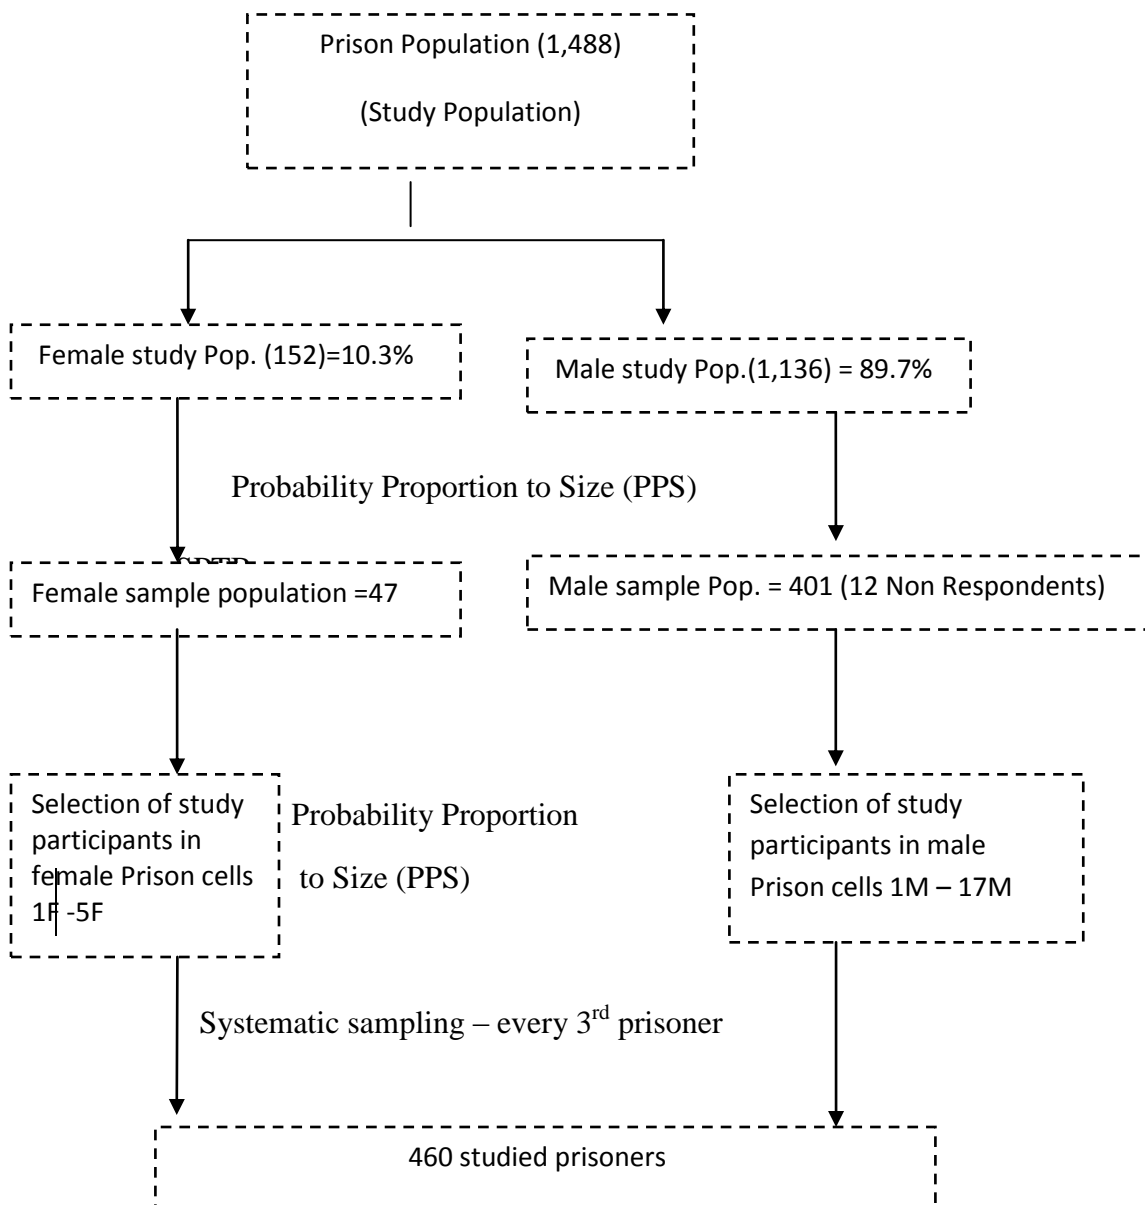 Prison Population (1,488)
(Study Population)
Female study Pop. (152)=10.3%
Male study Pop.(1,136) = 89.7%
Probability Proportion to Size (PPS)
Female sample population =47
Male sample Pop. = 401 (12 Non Respondents)
Selection of study
participants in
female Prison cells
1F -5F
Probability Proportion
to Size (PPS)
Selection of study
participants in male
Prison cells 1M – 17M
Systematic sampling – every 3rd prisoner
460 studied prisoners